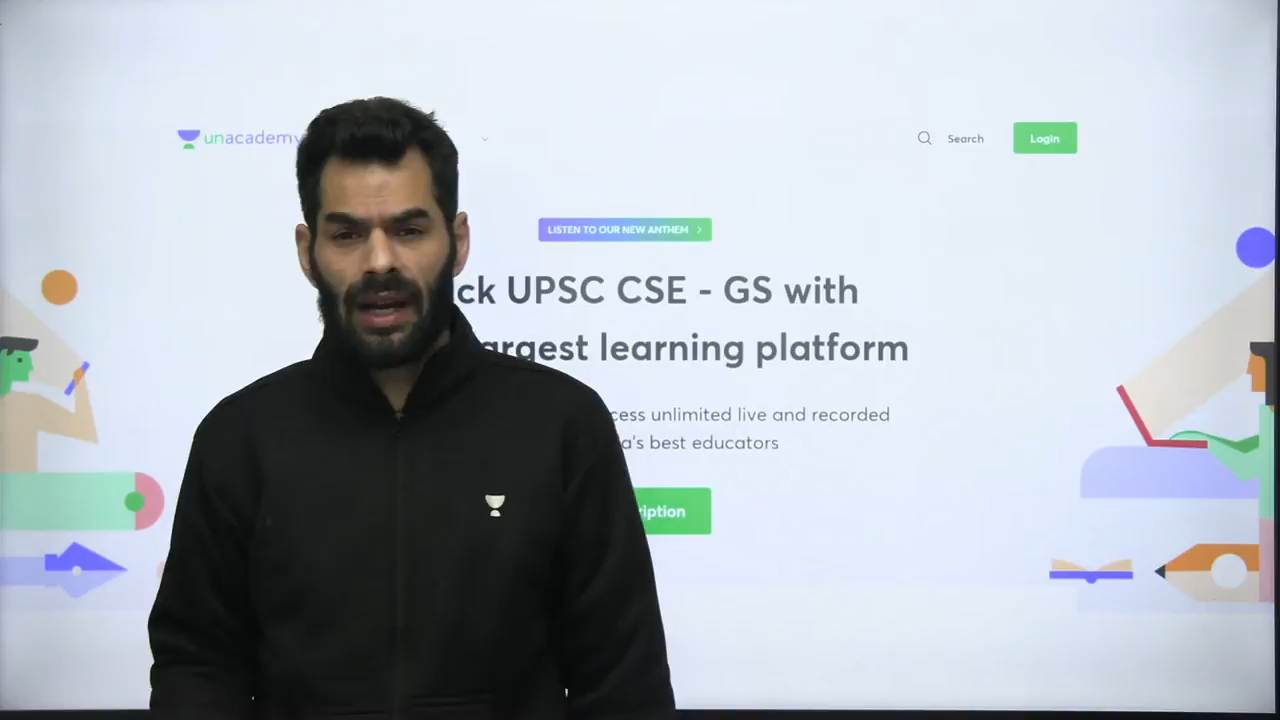 unacademy
Search
Login
LISTEN TO OUR NEW ANTHEM
ck UPSC CSE - GS with
argest learning platform
cess unlimited live and recorded
a's best educators
ription